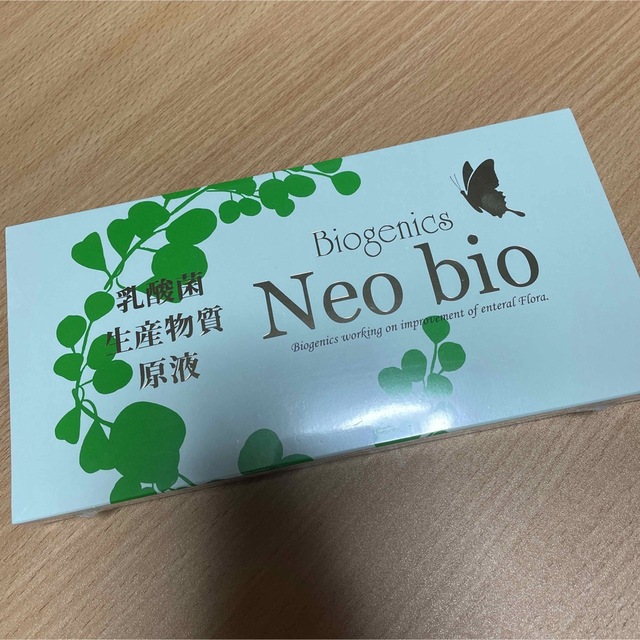 乳酸菌
生産物質
原液
Biogenics
Neo bio
Biogenics working on improvement of enteral Flora.